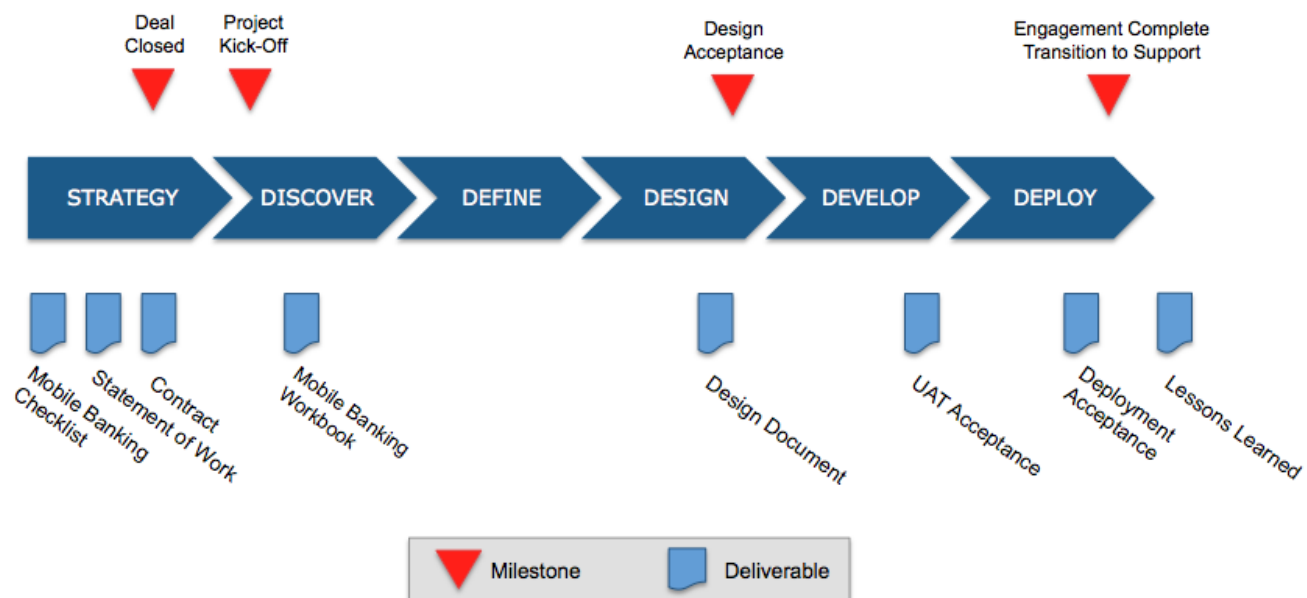 Deal
Closed
Project
Kick-Off
Design
Acceptance
Engagement Complete
Transition to Support
STRATEGY
DISCOVER
DEFINE
DESIGN
DEVELOP
DEPLOY
Mobile Banking
Checklist
Statement of Work
Contract
Mobile Banking
Workbook
Design Document
UAT Acceptance
Deployment
Acceptance
Lessons Learned
Milestone
Deliverable